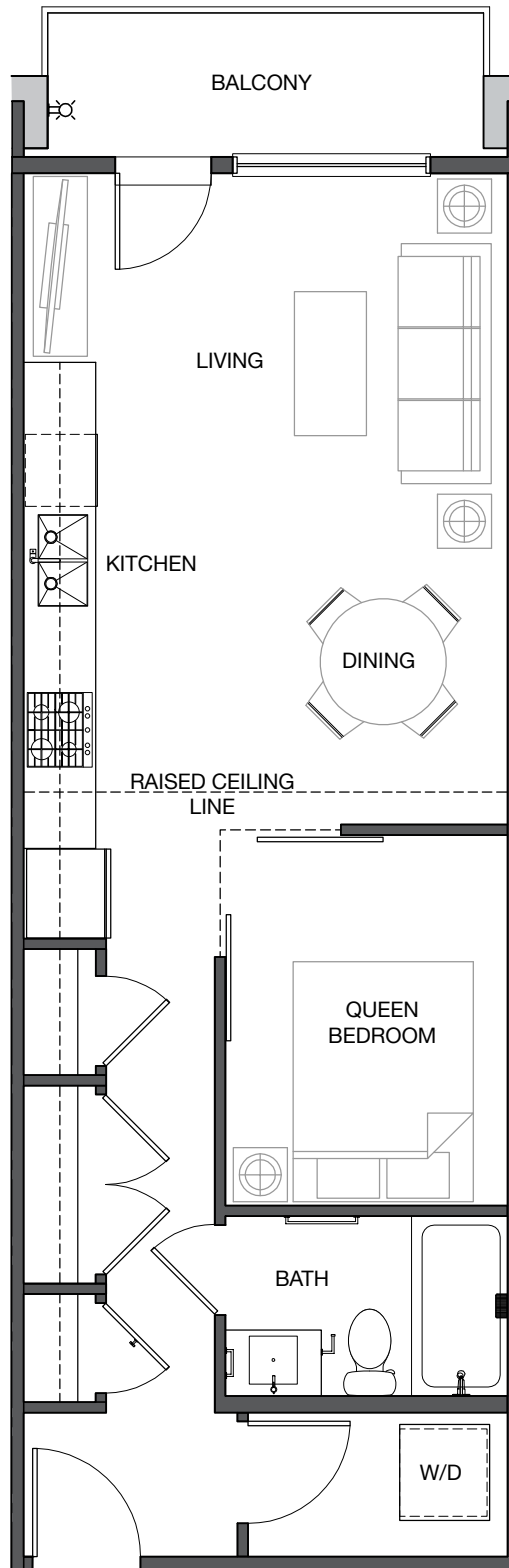 BALCONY
LIVING
KITCHEN
DINING
RAISED CEILING
LINE
QUEEN
BEDROOM
BATH
W/D